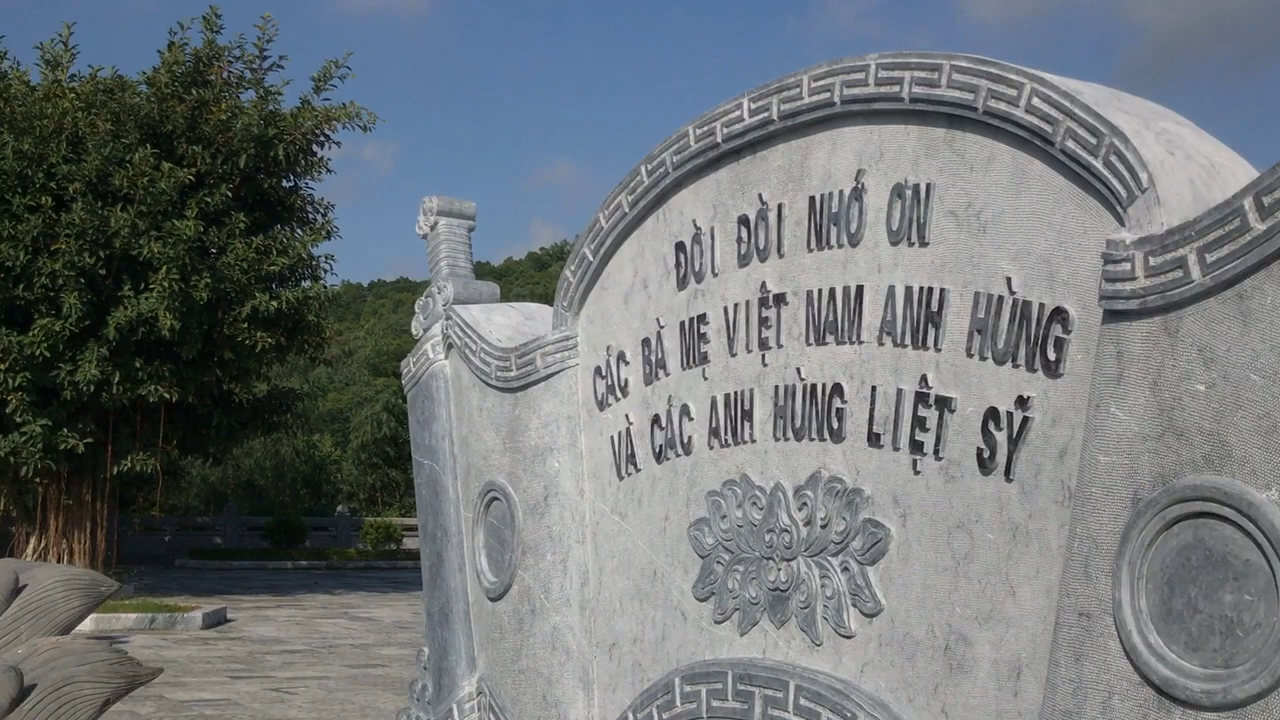 ĐỜI ĐỜI NHỚ ƠN
CÁC BÀ MẸ VIỆT NAM ANH HÙNG
VÀ CÁC ANH HÙNG LIỆT SỸ